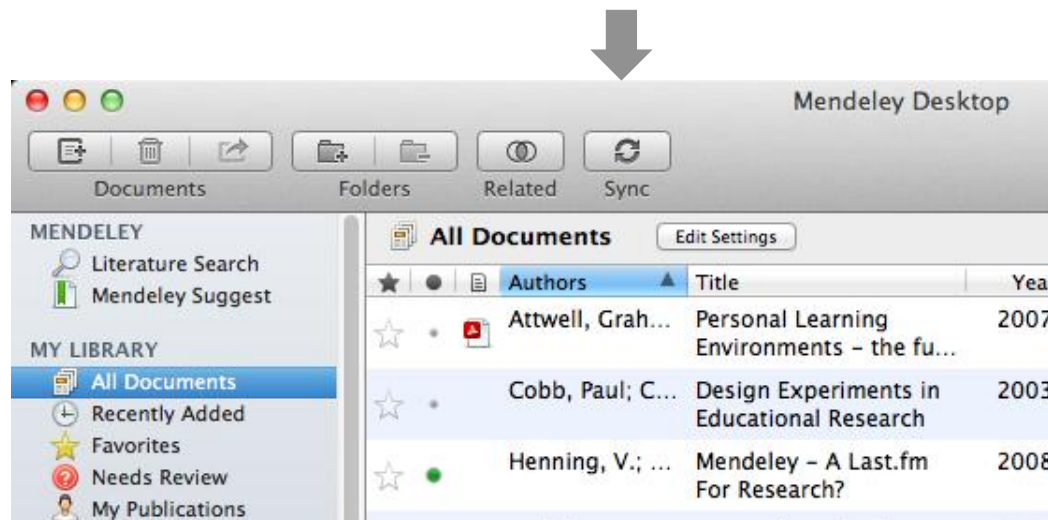 Mendeley Desktop
Documents Folders Related Sync
MENDELEY
Literature Search
Mendeley Suggest
MY LIBRARY
All Documents
Recently Added
Favorites
Needs Review
My Publications
All Documents Edit Settings
Authors Title Yea
Attwell, Grah... Personal Learning 2007
Environments – the fu...
Cobb, Paul; C... Design Experiments in 2003
Educational Research
Henning, V.; ... Mendeley – A Last.fm 2008
For Research?